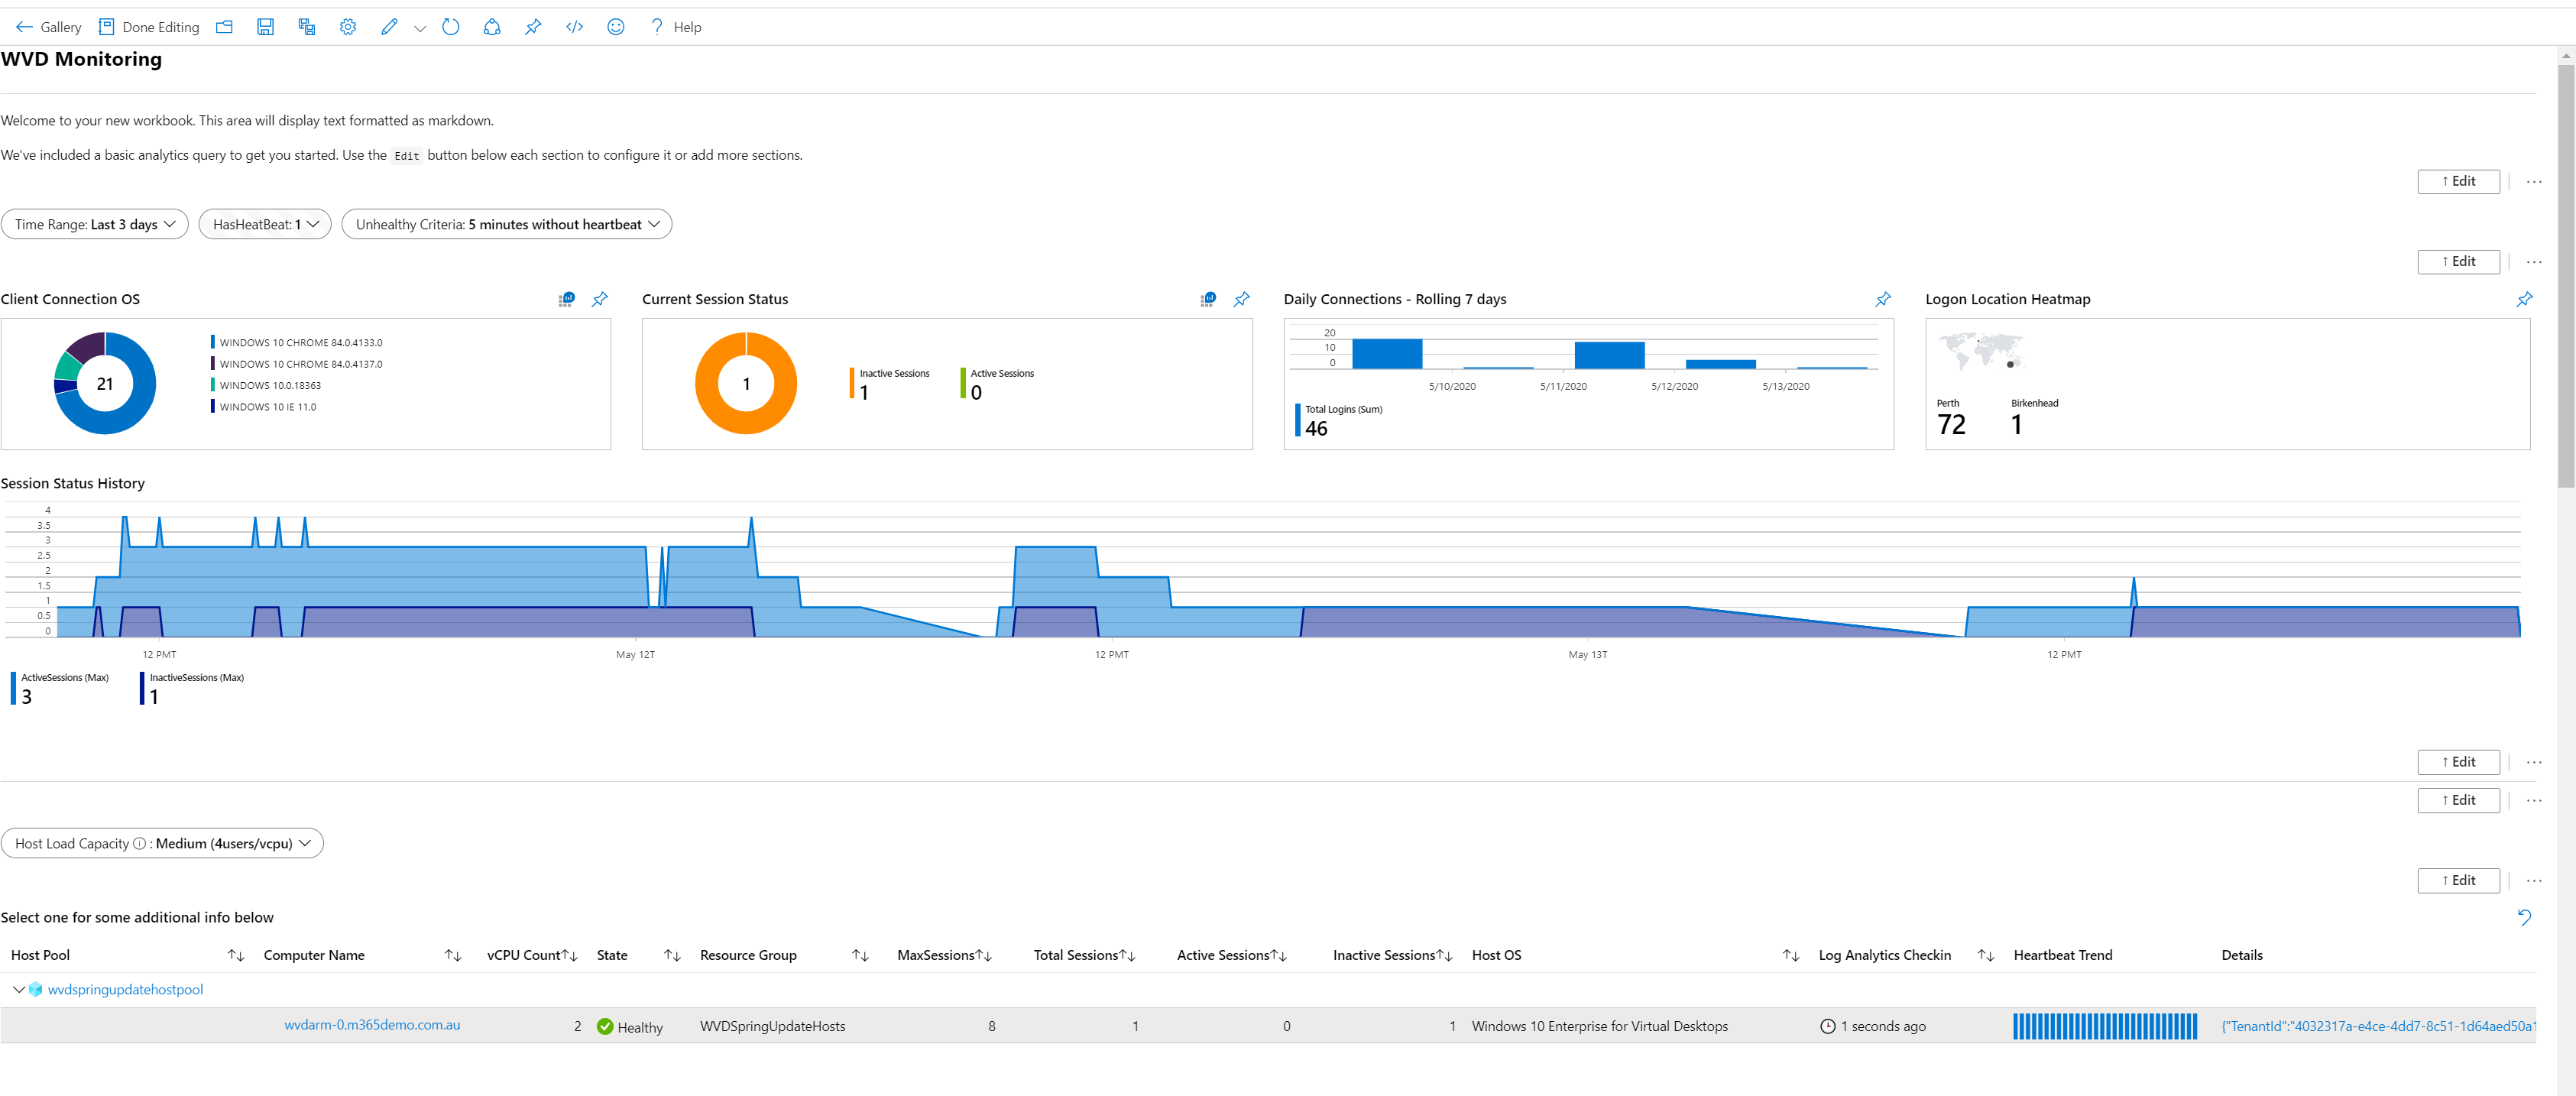 Gallery Done Editing Help
WVD Monitoring
Welcome to your new workbook. This area will display text formatted as markdown.
We've included a basic analytics query to get you started. Use the Edit button below each section to configure it or add more sections.
↑ Edit ...
Time Range: Last 3 days HasHeatBeat: 1 Unhealthy Criteria: 5 minutes without heartbeat
↑ Edit ...
Client Connection OS
21
WINDOWS 10 CHROME 84.0.4133.0
WINDOWS 10 CHROME 84.0.4137.0
WINDOWS 10.0.18363
WINDOWS 10 IE 11.0
Current Session Status
1
Inactive Sessions
1
Active Sessions
0
Daily Connections - Rolling 7 days
20
10
0
5/10/2020 5/11/2020 5/12/2020 5/13/2020
Total Logins (Sum)
46
Logon Location Heatmap
Perth
72
Birkenhead
1
Session Status History
4
3.5
3
2.5
2
1.5
1
0.5
0
12 PMT May 12T 12 PMT May 13T 12 PMT
ActiveSessions (Max)
3
InactiveSessions (Max)
1
↑ Edit ...
↑ Edit ...
Host Load Capacity : Medium (4users/vcpu)
↑ Edit ...
Select one for some additional info below
Host Pool Computer Name vCPU Count State Resource Group MaxSessions Total Sessions Active Sessions Inactive Sessions Host OS Log Analytics Checkin Heartbeat Trend Details
wvdspringupdatehostpool
wvdarm-0.m365demo.com.au 2 Healthy WVDSpringUpdateHosts 8 1 0 1 Windows 10 Enterprise for Virtual Desktops 1 seconds ago {"TenantId":"4032317a-e4ce-4dd7-8c51-1d64aed50a1